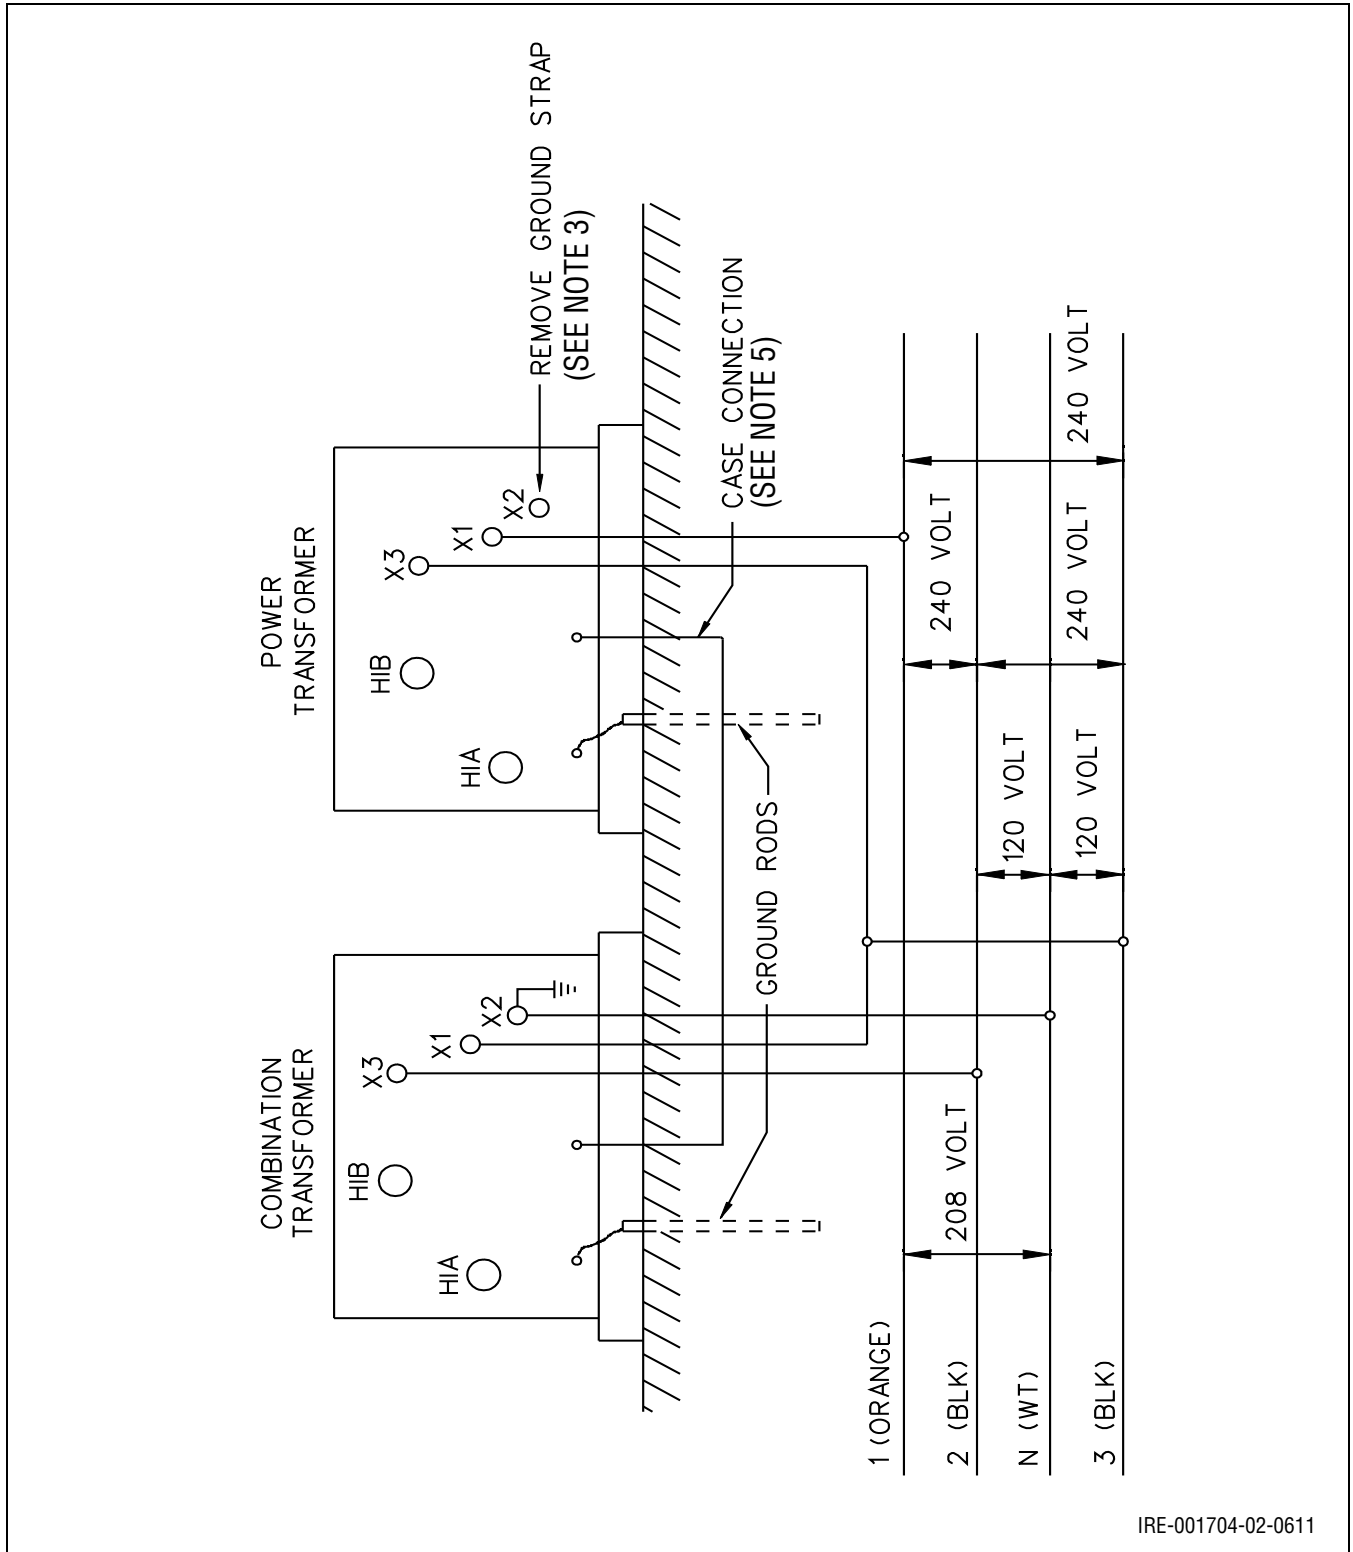 COMBINATION
TRANSFORMER
HIA
HIB
X3
X1
X2
POWER
TRANSFORMER
HIA
HIB
X3
X1
X2
REMOVE GROUND STRAP
(SEE NOTE 3)
CASE CONNECTION
(SEE NOTE 5)
GROUND RODS
1 (ORANGE)
2 (BLK)
N (WT)
3 (BLK)
208 VOLT
120 VOLT
120 VOLT
240 VOLT
240 VOLT
240 VOLT
IRE-001704-02-0611